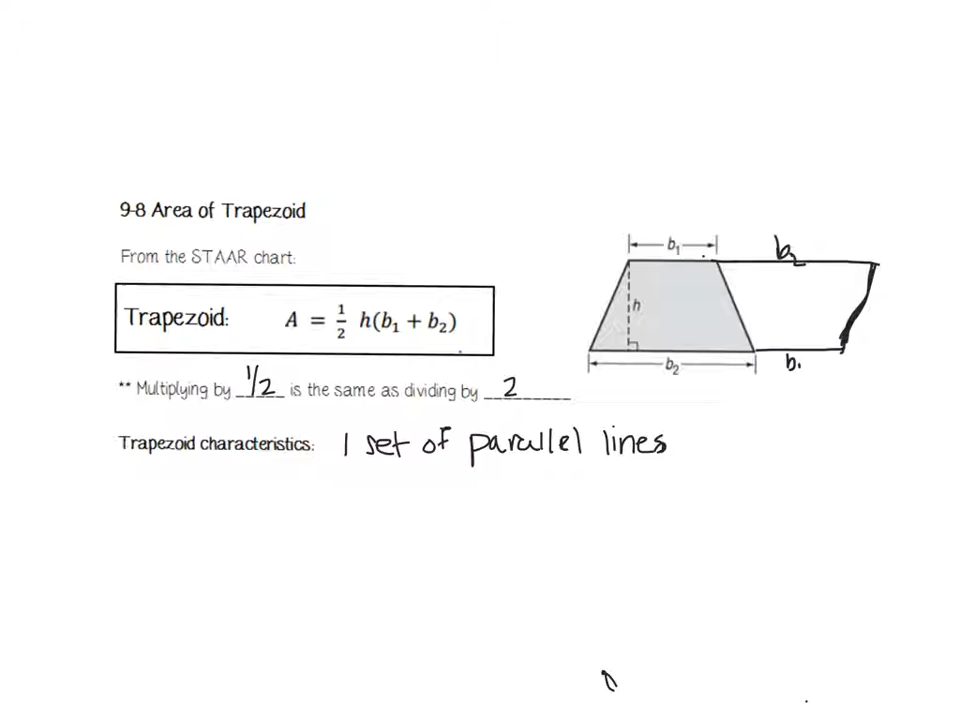 9-8 Area of Trapezoid
From the STAAR chart:
Trapezoid: A = 1/2 h(b₁ + b₂)
** Multiplying by 1/2 is the same as dividing by 2
Trapezoid characteristics: 1 set of parallel lines
b₁
b₂
h
b₂
b₁